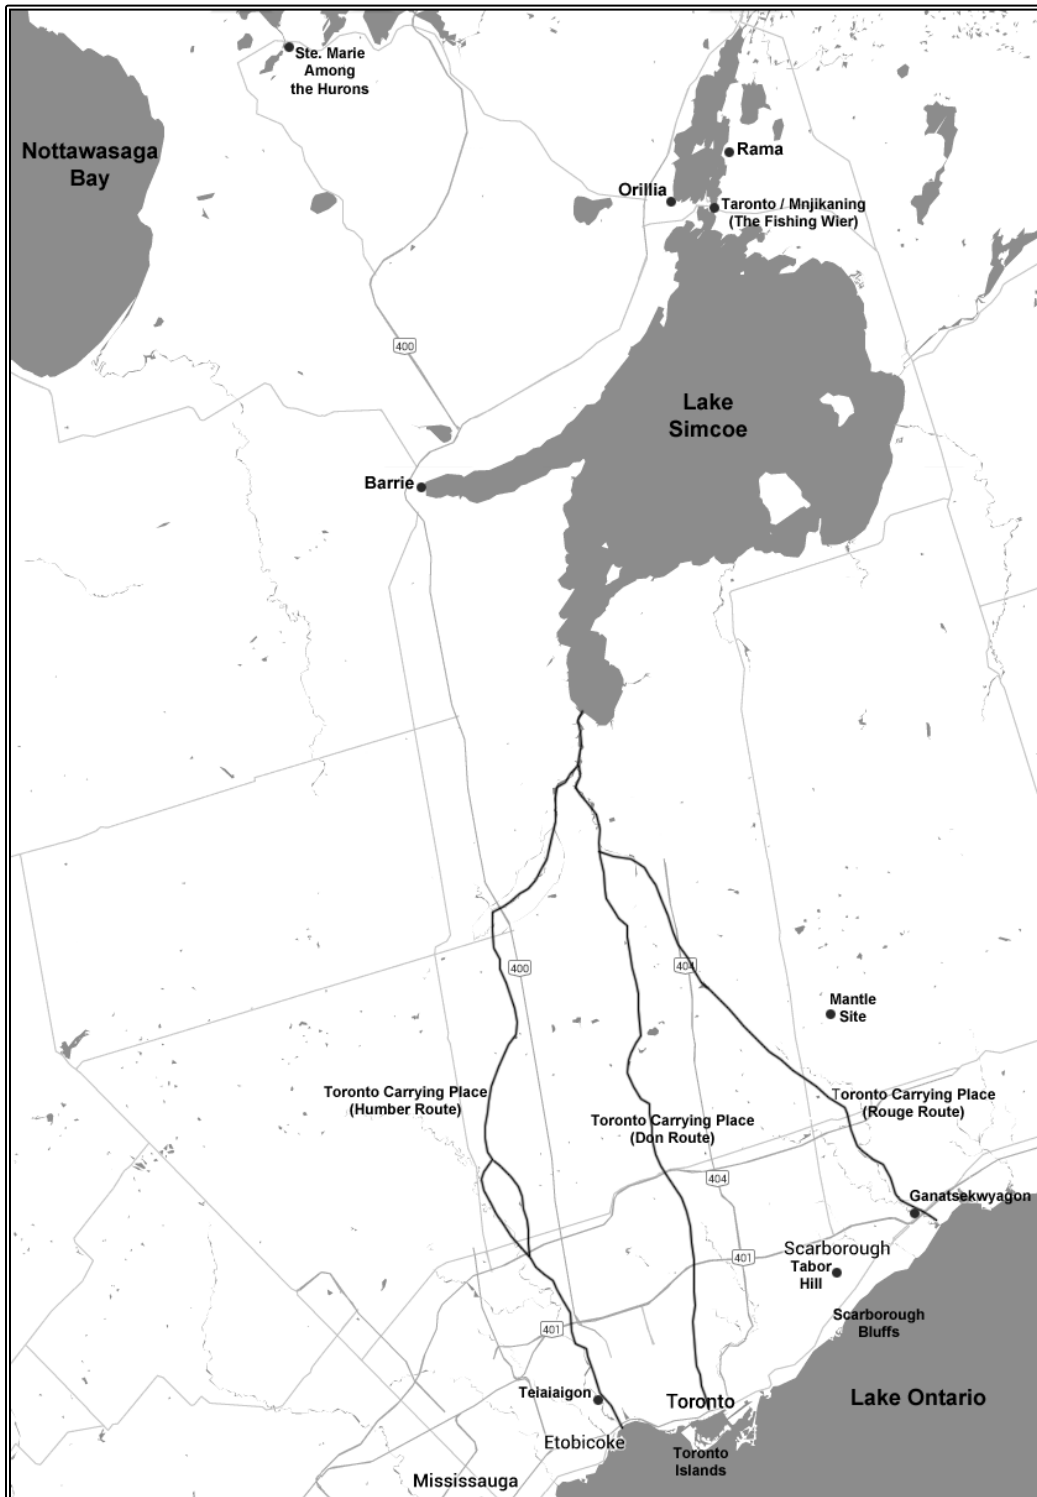 Ste. Marie
Among
the Hurons
Nottawasaga
Bay
Rama
Orillia
Taronto / Mnjikaning
(The Fishing Wier)
400
Lake
Simcoe
Barrie
400
404
Mantle
Site
Toronto Carrying Place
(Humber Route)
Toronto Carrying Place
(Rouge Route)
Toronto Carrying Place
(Don Route)
404
Ganatsekwyagon
Scarborough
Tabor
Hill
401
Scarborough
Bluffs
401
Teiaiaigon
Toronto
Lake Ontario
Etobicoke
Toronto
Islands
Mississauga